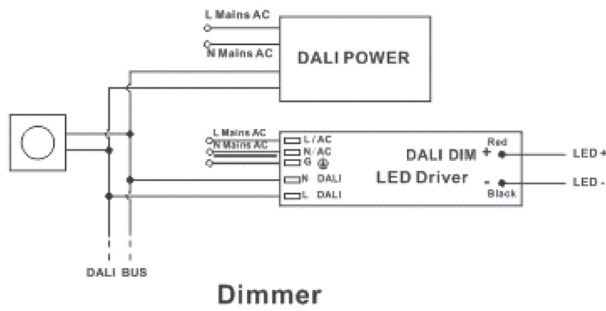 L Mains AC
N Mains AC
DALI POWER
L Mains AC
N Mains AC
L/AC
N/AC
G
N DALI
L DALI
DALI DIM
LED Driver
Red
+
-
Black
LED +
LED -
DALI BUS
Dimmer